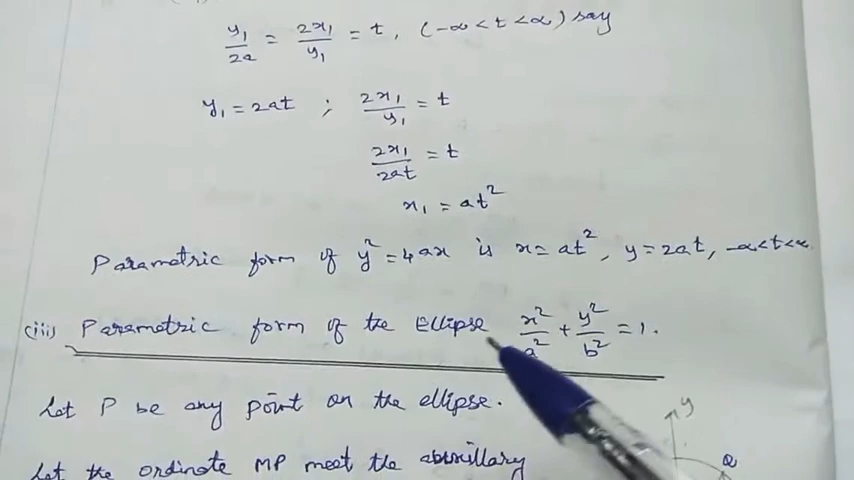 y₁/2a = 2x₁/y₁ = t, (-∝ < t < ∝) say
y₁ = 2at ; 2x₁/y₁ = t
2x₁/2at = t
x₁ = at²
Parametric form of y² = 4ax is x = at², y = 2at, -∝<t<∝.
(iii) Parametric form of the Ellipse x²/a² + y²/b² = 1.
Let P be any point on the ellipse.
y
Let the ordinate MP meet the
Q